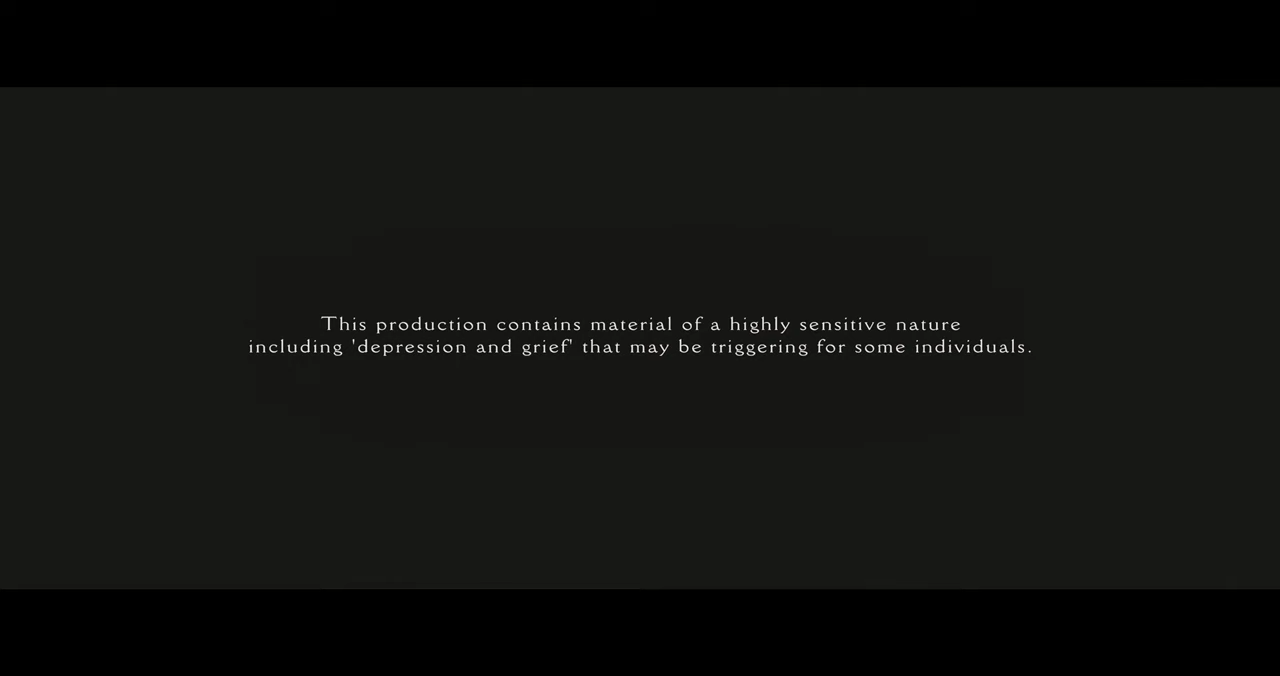 This production contains material of a highly sensitive nature
including 'depression and grief' that may be triggering for some individuals.